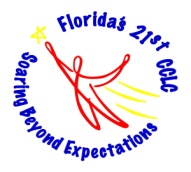 Florida's 21st CCLC
Soaring Beyond Expectations